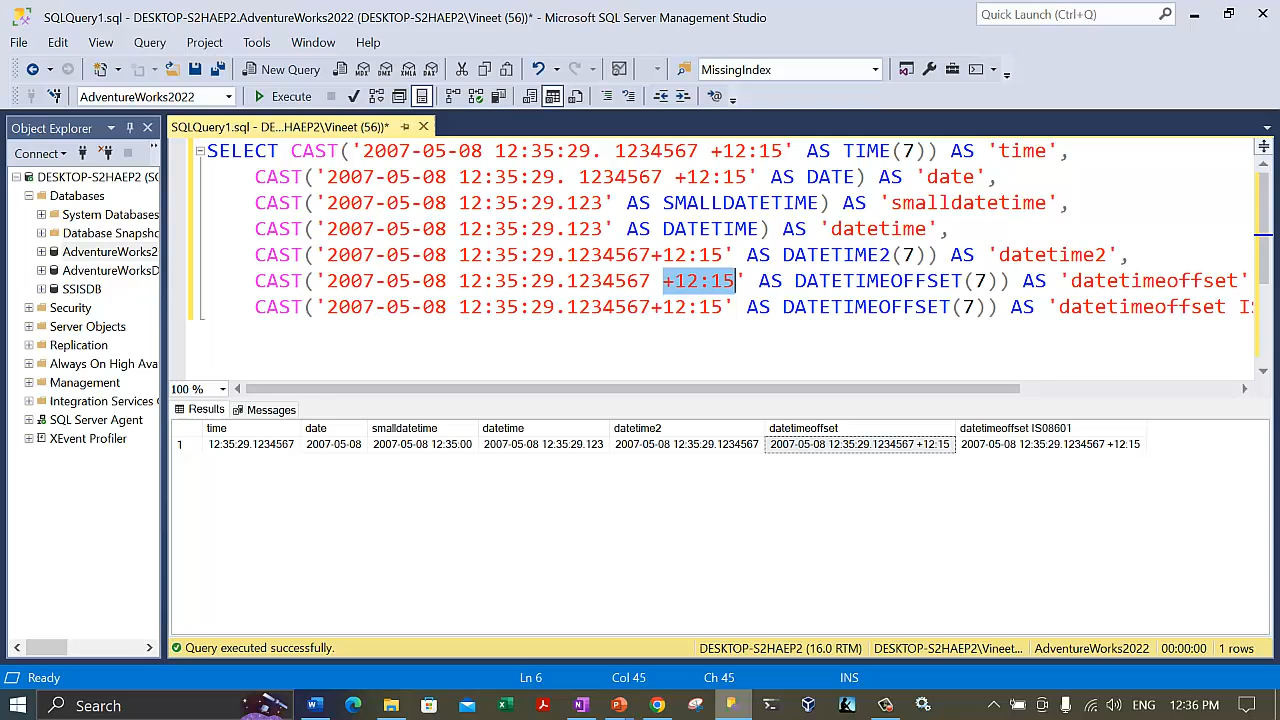 SQLQuery1.sql - DESKTOP-S2HAEP2.AdventureWorks2022 (DESKTOP-S2HAEP2\Vineet (56))* - Microsoft SQL Server Management Studio
Quick Launch (Ctrl+Q)
File Edit View Query Project Tools Window Help
New Query MDX DMX XMLA DAX MissingIndex
AdventureWorks2022 Execute
Object Explorer
SQLQuery1.sql - DE...HAEP2\Vineet (56))*
Connect
DESKTOP-S2HAEP2 (SQ
Databases
System Databases
Database Snapsho
AdventureWorks2
AdventureWorksD
SSISDB
Security
Server Objects
Replication
Always On High Ava
Management
Integration Services C
SQL Server Agent
XEvent Profiler
SELECT CAST('2007-05-08 12:35:29. 1234567 +12:15' AS TIME(7)) AS 'time',
CAST('2007-05-08 12:35:29. 1234567 +12:15' AS DATE) AS 'date',
CAST('2007-05-08 12:35:29.123' AS SMALLDATETIME) AS 'smalldatetime',
CAST('2007-05-08 12:35:29.123' AS DATETIME) AS 'datetime',
CAST('2007-05-08 12:35:29.1234567+12:15' AS DATETIME2(7)) AS 'datetime2',
CAST('2007-05-08 12:35:29.1234567 +12:15' AS DATETIMEOFFSET(7)) AS 'datetimeoffset'
CAST('2007-05-08 12:35:29.1234567+12:15' AS DATETIMEOFFSET(7)) AS 'datetimeoffset IS
100 %
Results Messages
time date smalldatetime datetime datetime2 datetimeoffset datetimeoffset IS08601
1 12:35:29.1234567 2007-05-08 2007-05-08 12:35:00 2007-05-08 12:35:29.123 2007-05-08 12:35:29.1234567 2007-05-08 12:35:29.1234567 +12:15 2007-05-08 12:35:29.1234567 +12:15
Query executed successfully. DESKTOP-S2HAEP2 (16.0 RTM) DESKTOP-S2HAEP2\Vineet... AdventureWorks2022 00:00:00 1 rows
Ready Ln 6 Col 45 Ch 45 INS
Search 12:36 PM